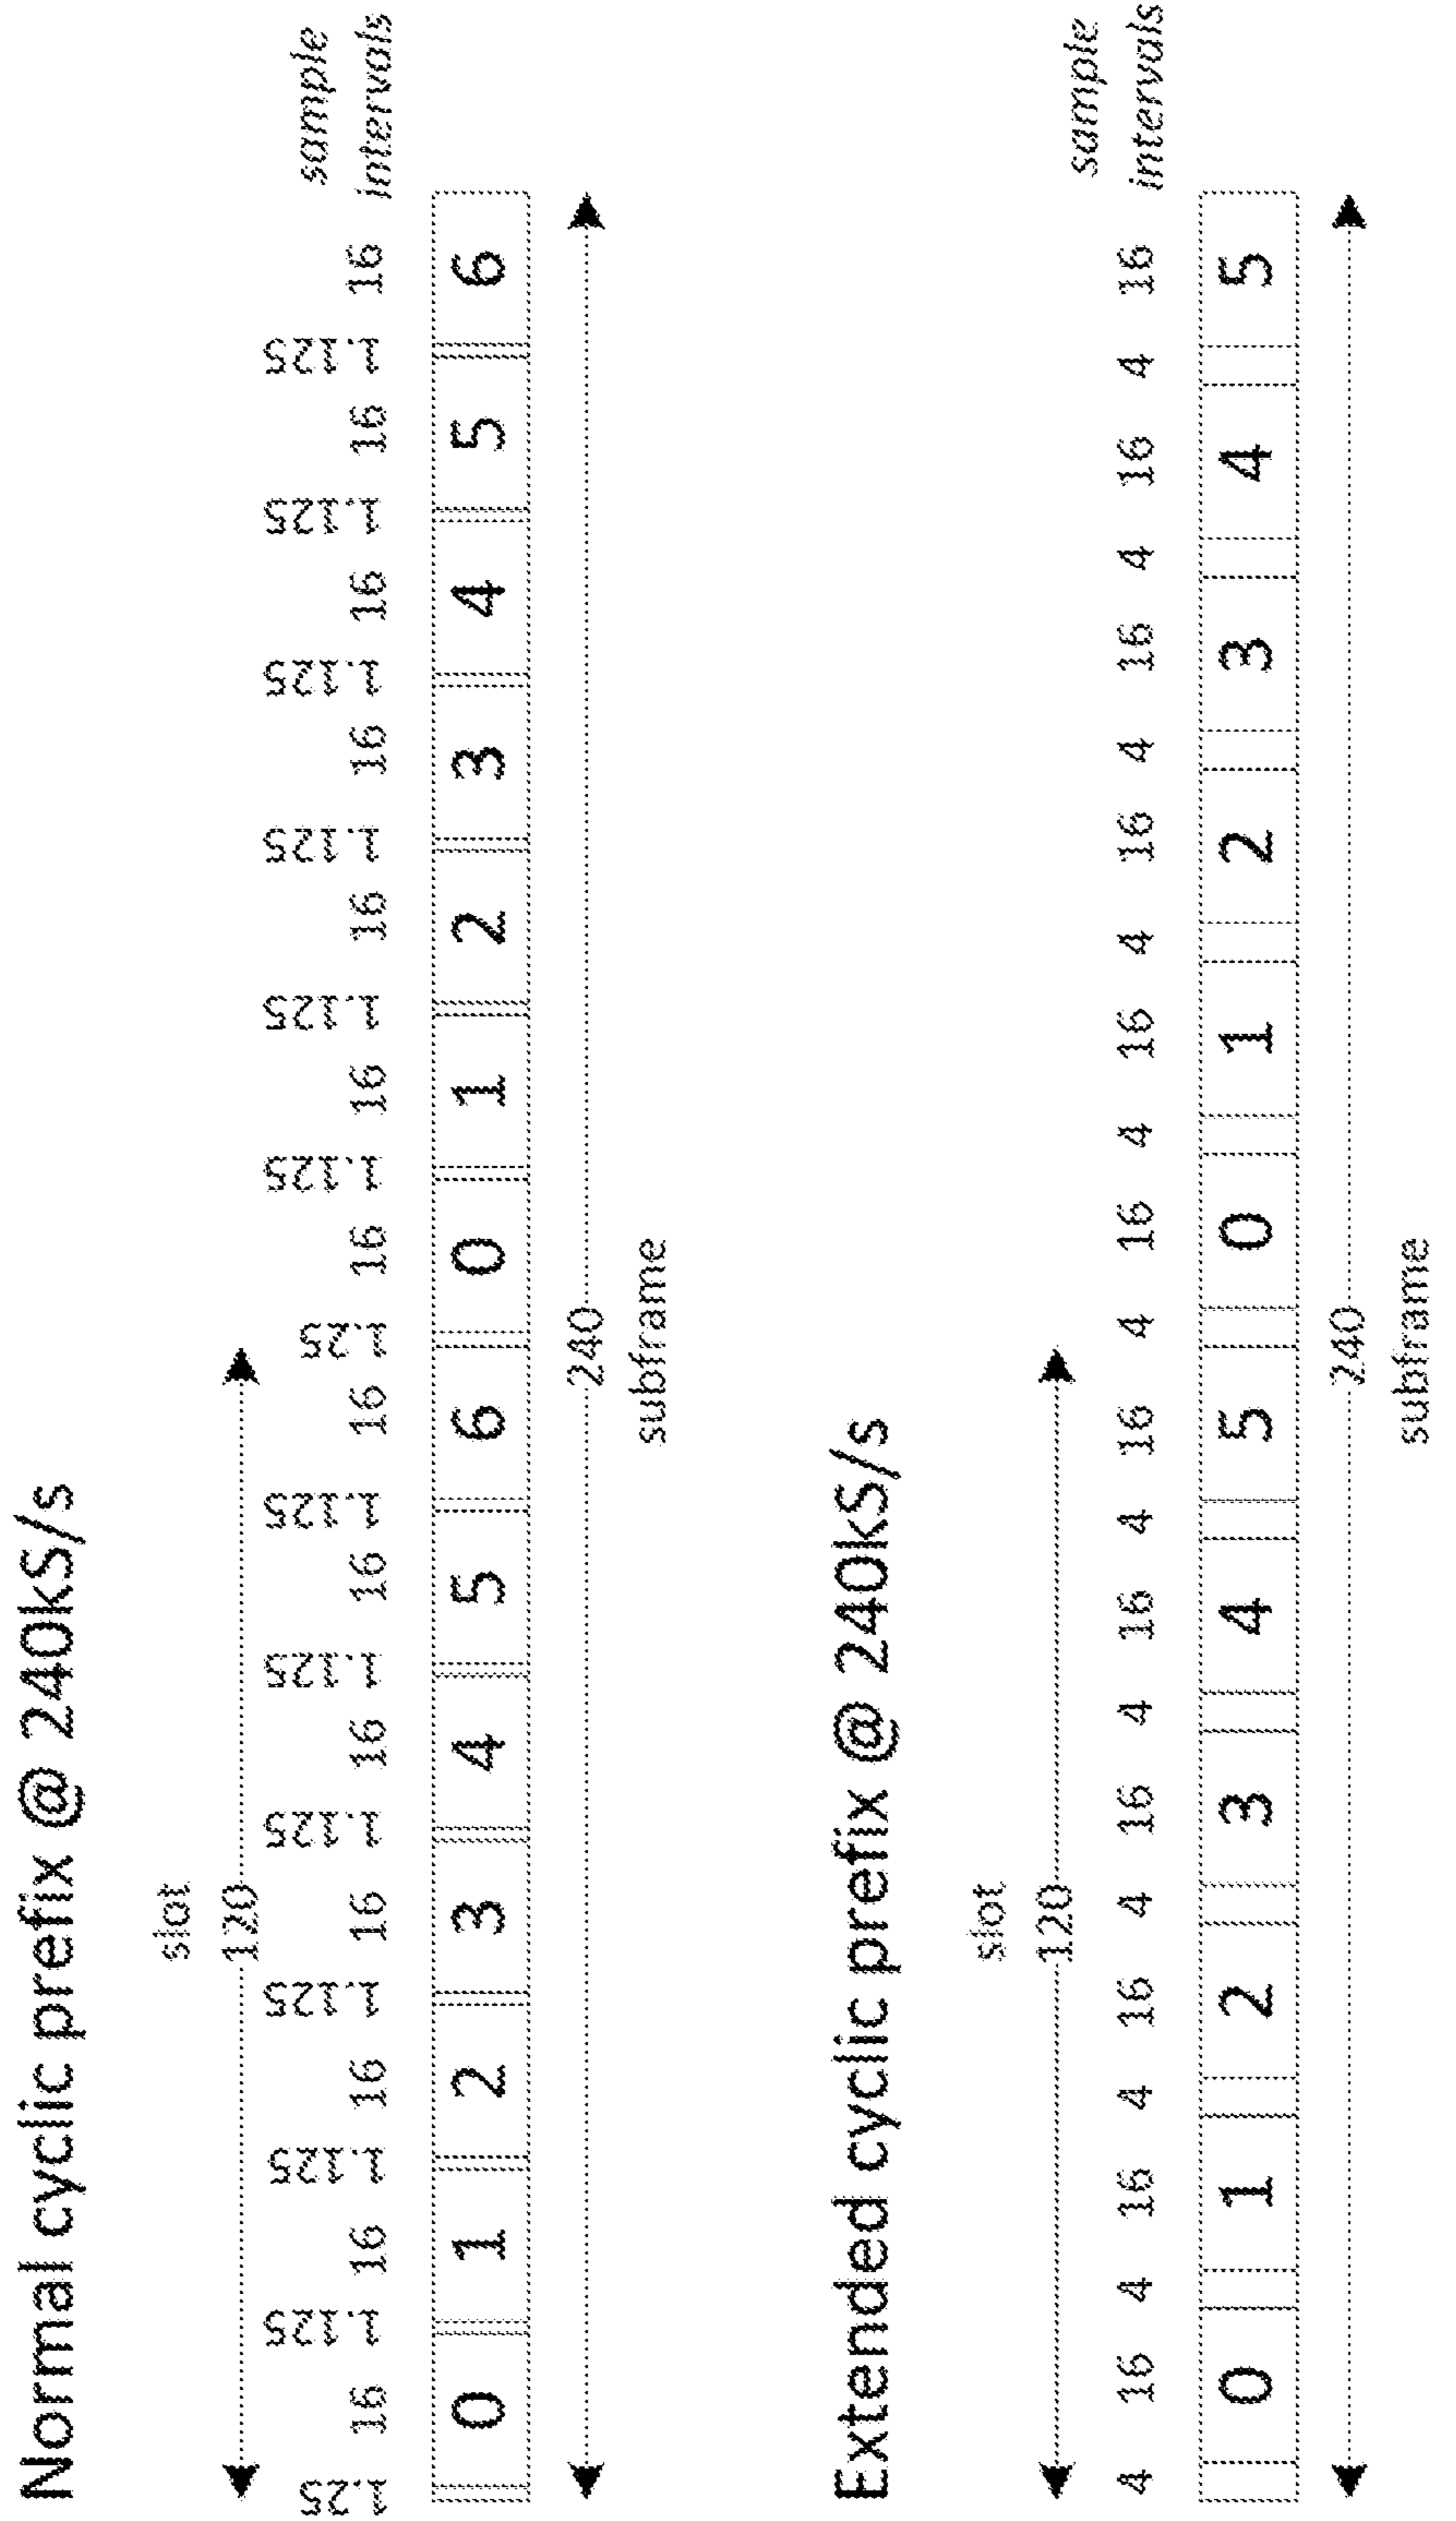 Normal cyclic prefix @ 240kS/s
slot
120
1.25 16 1.125 16 1.125 16 1.125 16 1.125 16 1.125 16 1.125 16 1.25 16 1.125 16 1.125 16 1.125 16 1.125 16 1.125 16 1.125 16 sample intervals
0 1 2 3 4 5 6 0 1 2 3 4 5 6
240
subframe
Extended cyclic prefix @ 240kS/s
slot
120
4 16 4 16 4 16 4 16 4 16 4 16 4 16 4 16 4 16 4 16 4 16 4 16 sample intervals
0 1 2 3 4 5 0 1 2 3 4 5
240
subframe